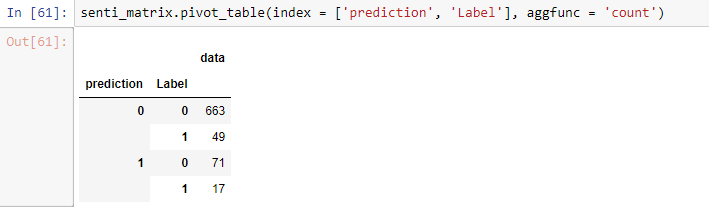 In [61]: senti_matrix.pivot_table(index = ['prediction', 'Label'], aggfunc = 'count')
Out[61]:
data
prediction Label
0 0 663
1 49
1 0 71
1 17